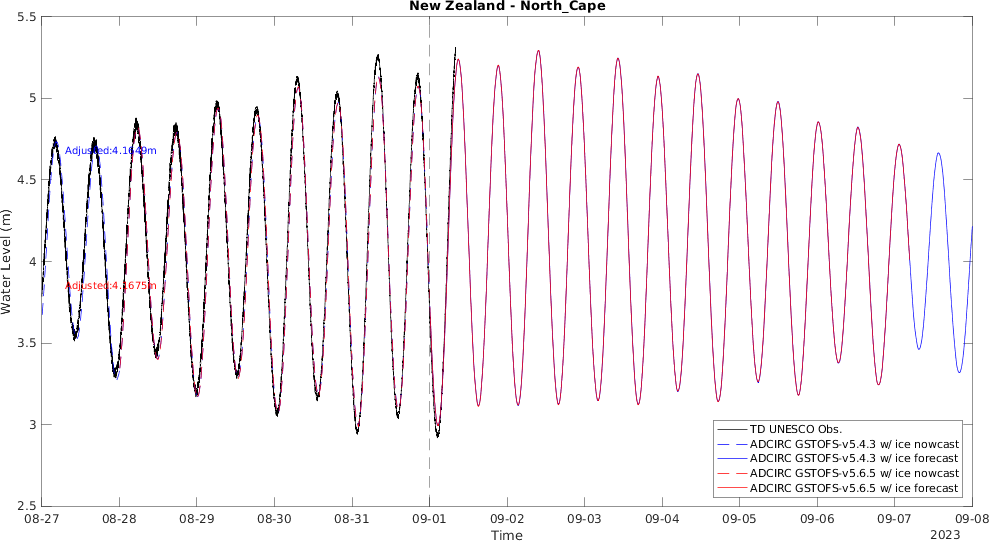 New Zealand - North_Cape
5.5
5
4.5
4
3.5
3
2.5
Water Level (m)
Adjusted:4.1649m
Adjusted:4.1675m
TD UNESCO Obs.
ADCIRC GSTOFS-v5.4.3 w/ ice nowcast
ADCIRC GSTOFS-v5.4.3 w/ ice forecast
ADCIRC GSTOFS-v5.6.5 w/ ice nowcast
ADCIRC GSTOFS-v5.6.5 w/ ice forecast
08-27 08-28 08-29 08-30 08-31 09-01 09-02 09-03 09-04 09-05 09-06 09-07 09-08
Time
2023